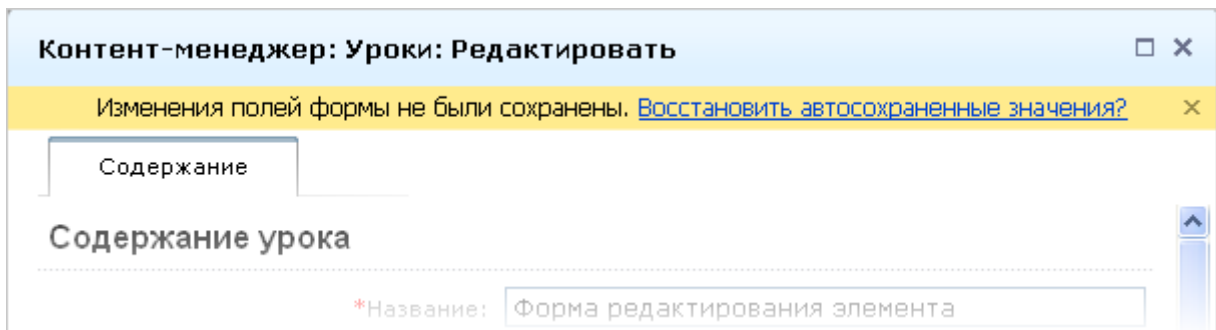 Контент-менеджер: Уроки: Редактировать
Изменения полей формы не были сохранены. Восстановить автосохраненные значения?
Содержание
Содержание урока
*Название: Форма редактирования элемента